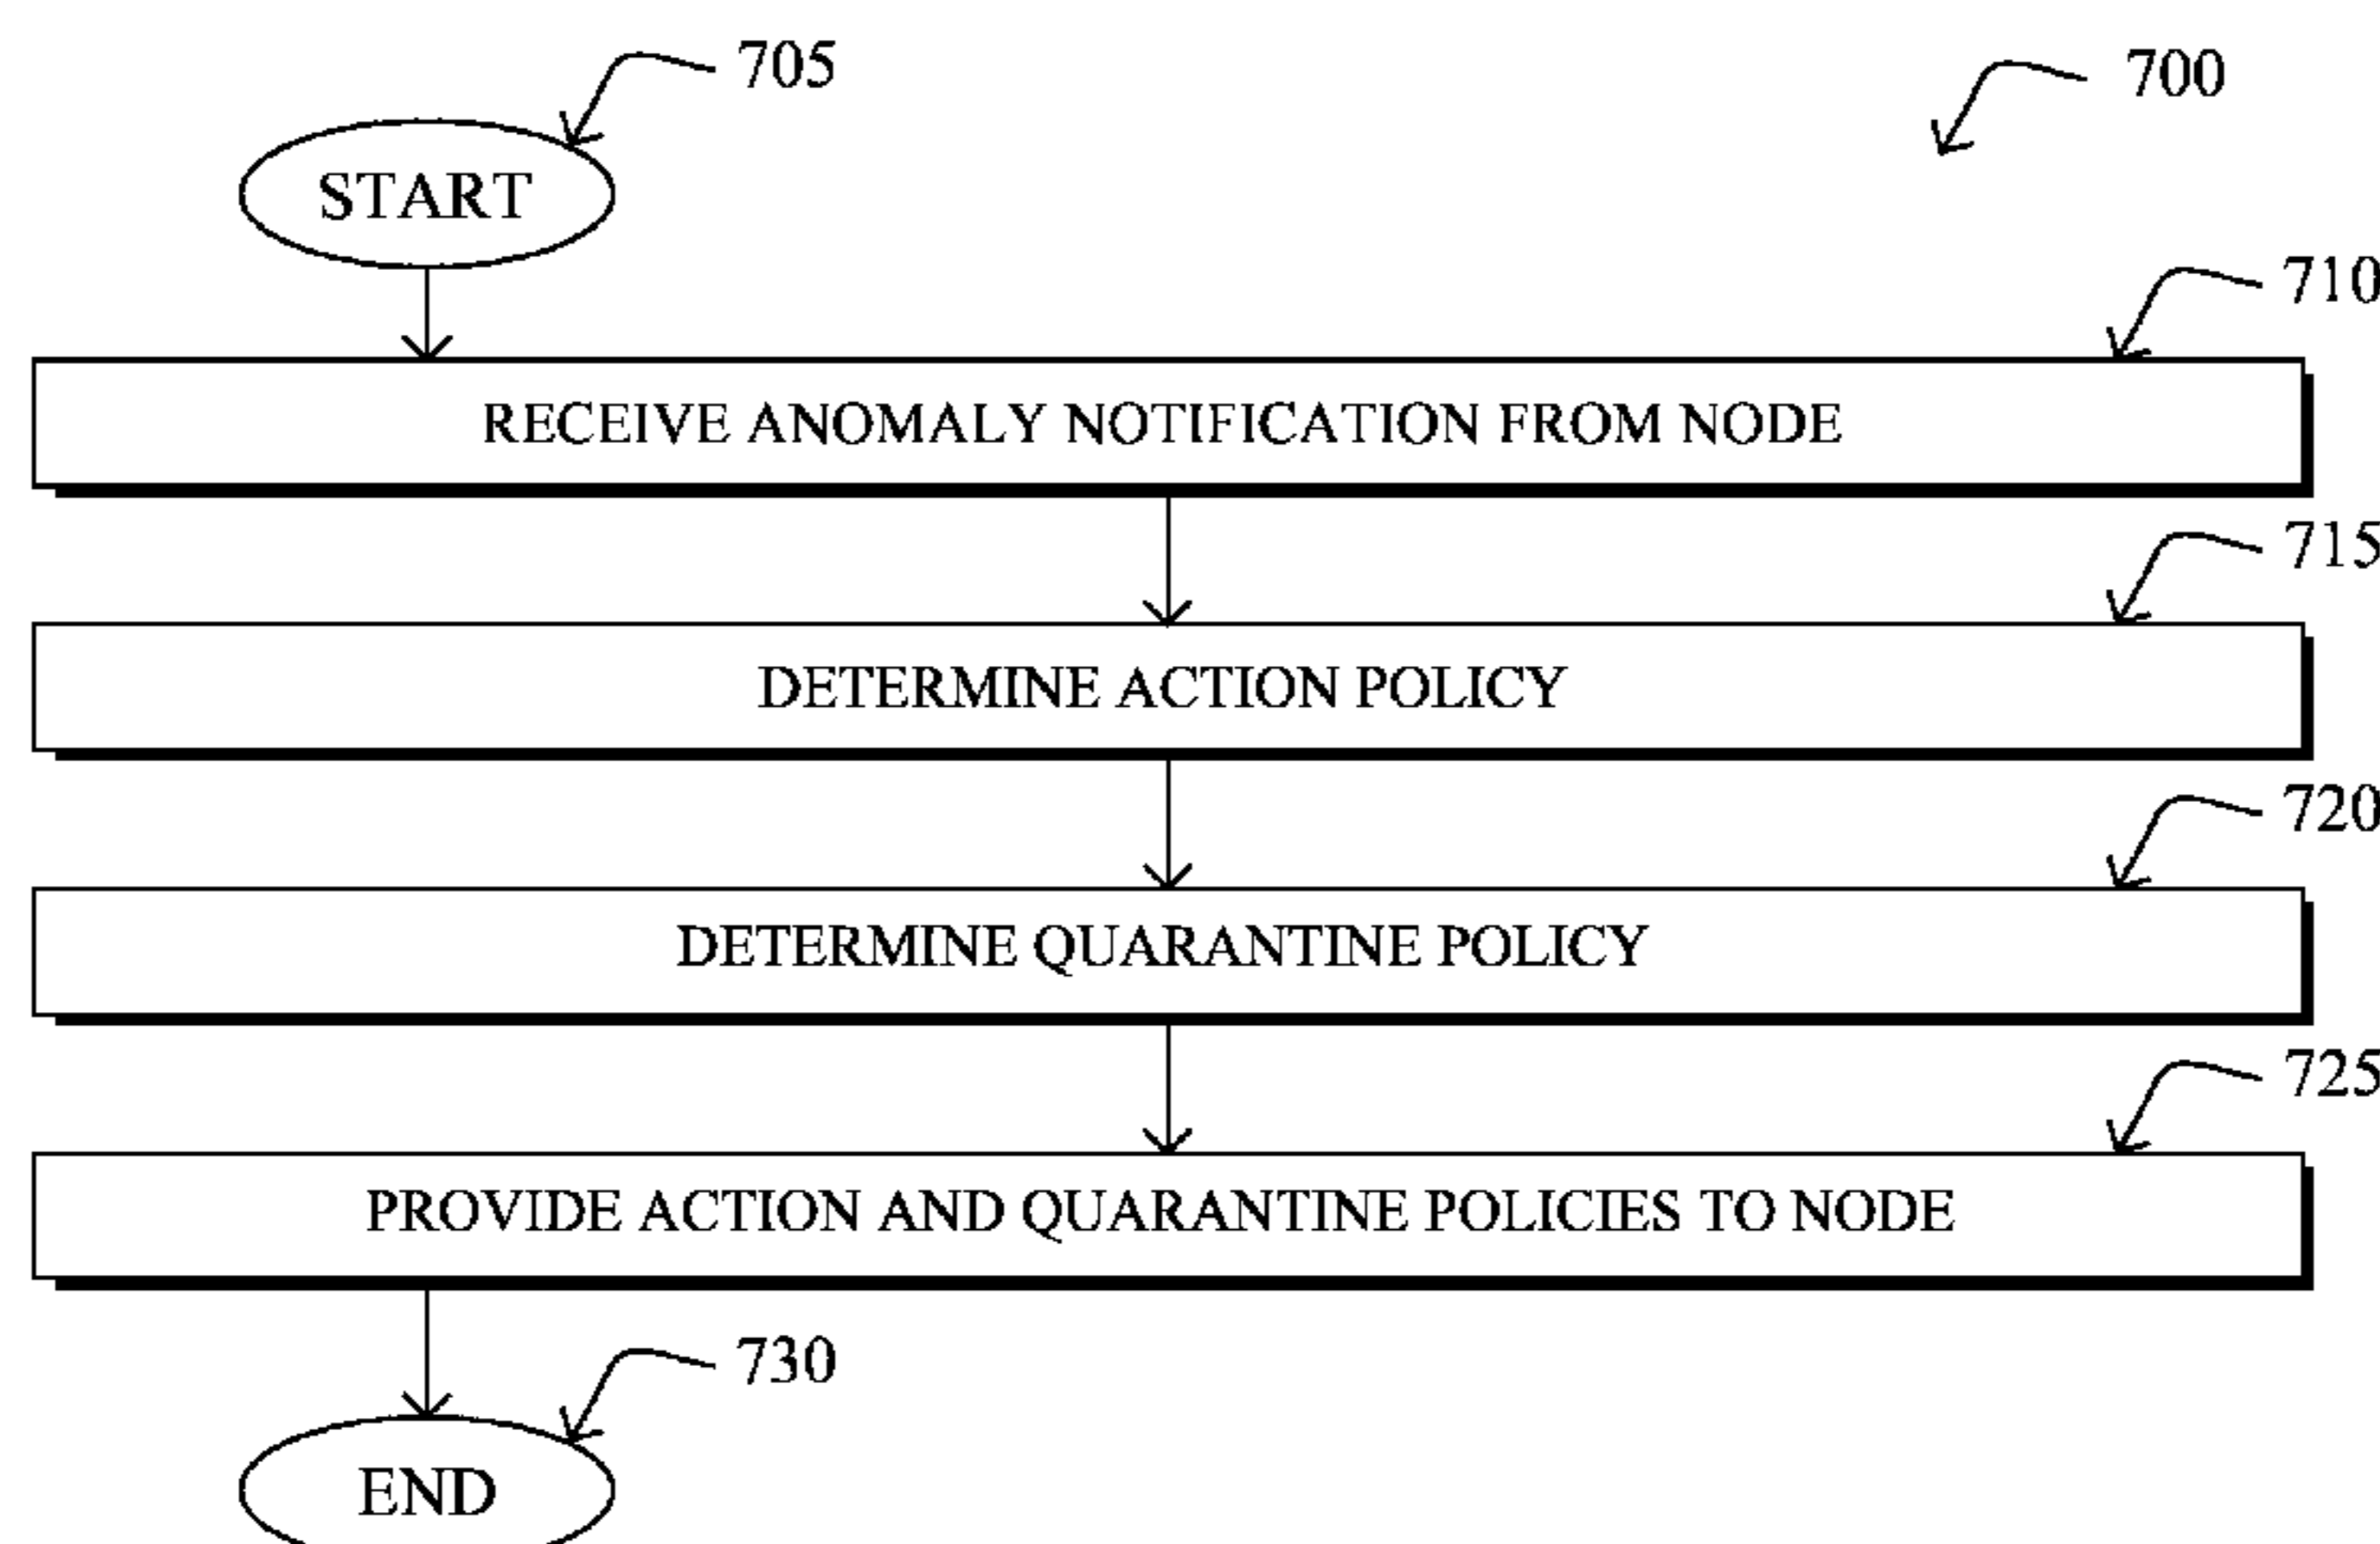 705
700
START
710
RECEIVE ANOMALY NOTIFICATION FROM NODE
715
DETERMINE ACTION POLICY
720
DETERMINE QUARANTINE POLICY
725
PROVIDE ACTION AND QUARANTINE POLICIES TO NODE
730
END